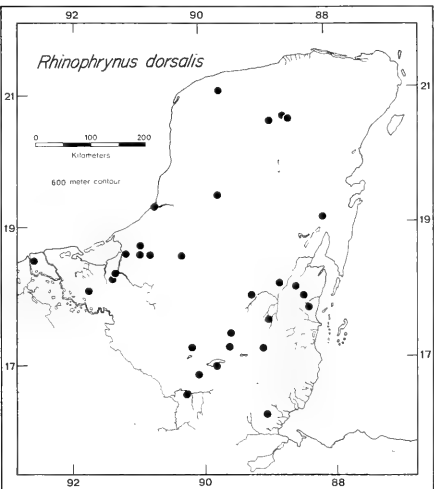 92 90 88
Rhinophrynus dorsalis
21 21
0 100 200
Kilometers
600 meter contour
19 19
17 17
92 90 88